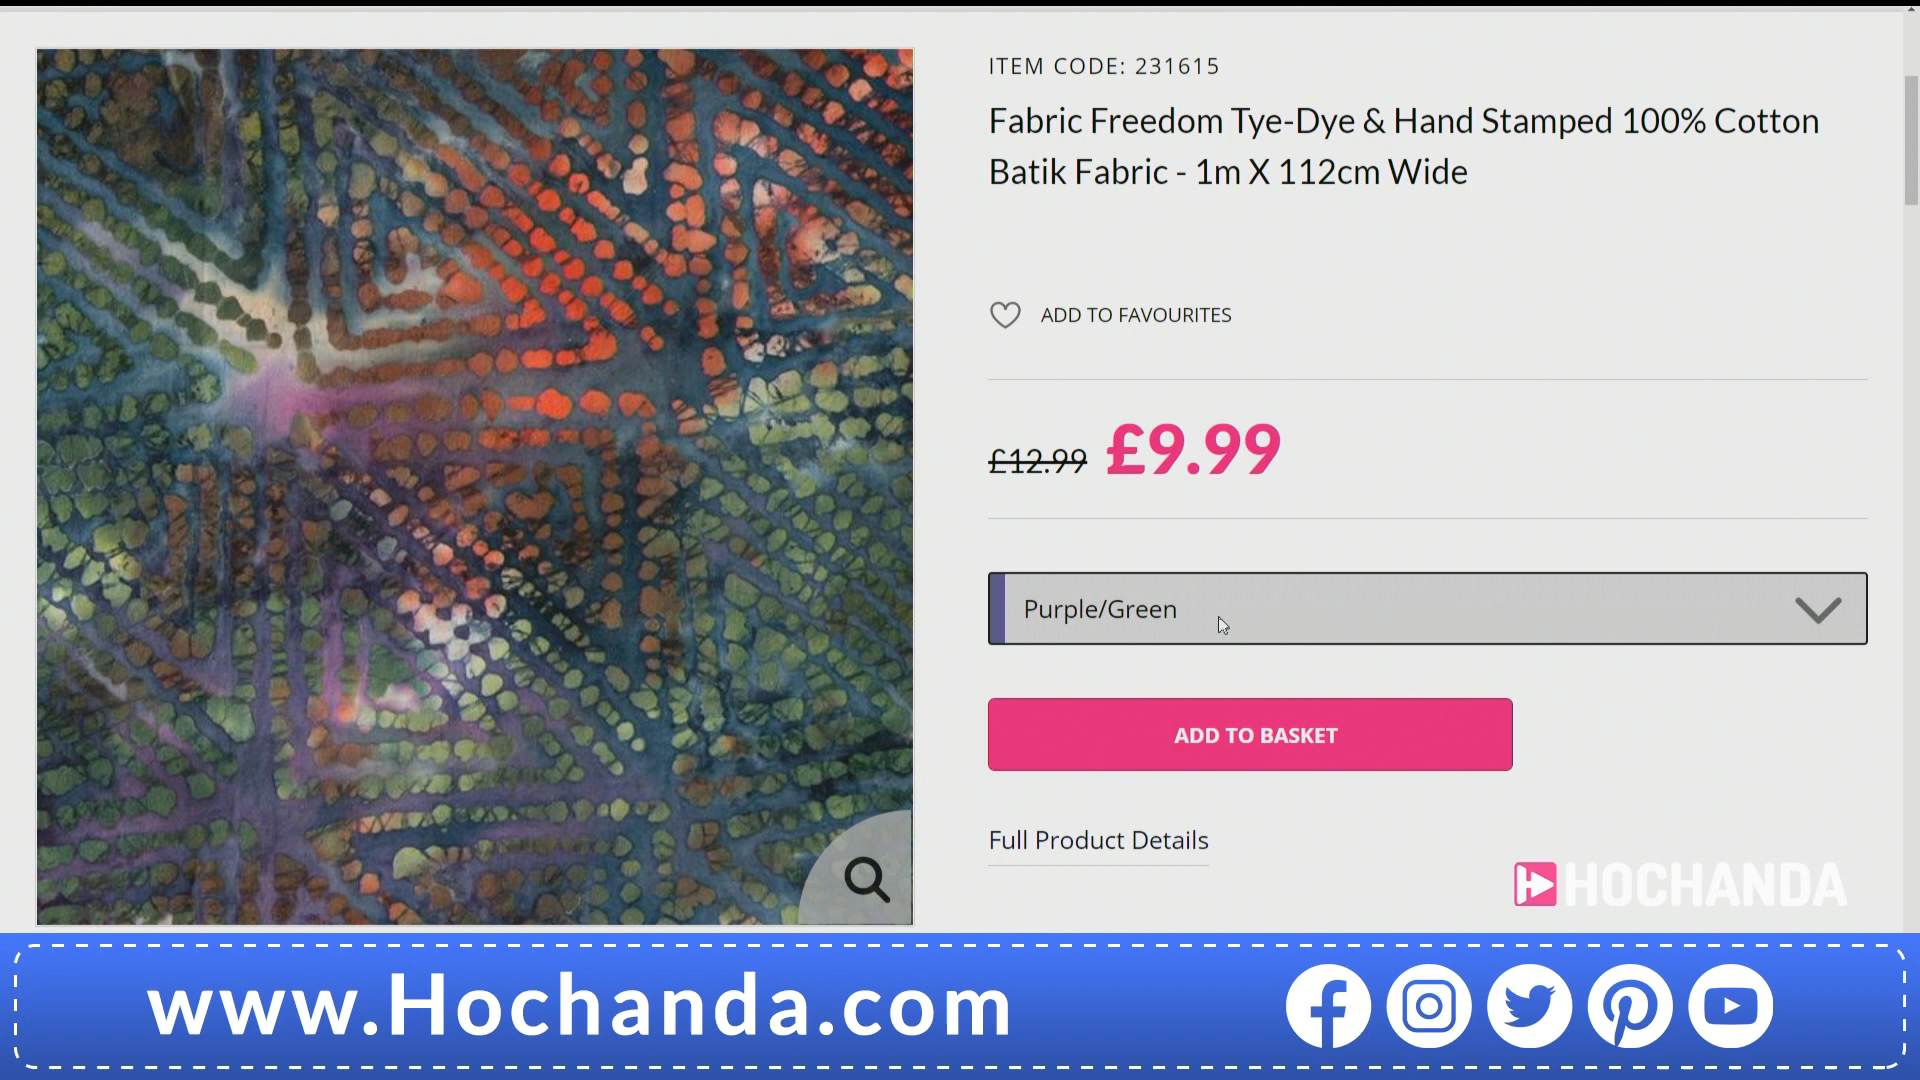 ITEM CODE: 231615
Fabric Freedom Tye-Dye & Hand Stamped 100% Cotton
Batik Fabric - 1m X 112cm Wide
ADD TO FAVOURITES
£12.99 £9.99
Purple/Green
ADD TO BASKET
Full Product Details
HOCHANDA
www.Hochanda.com